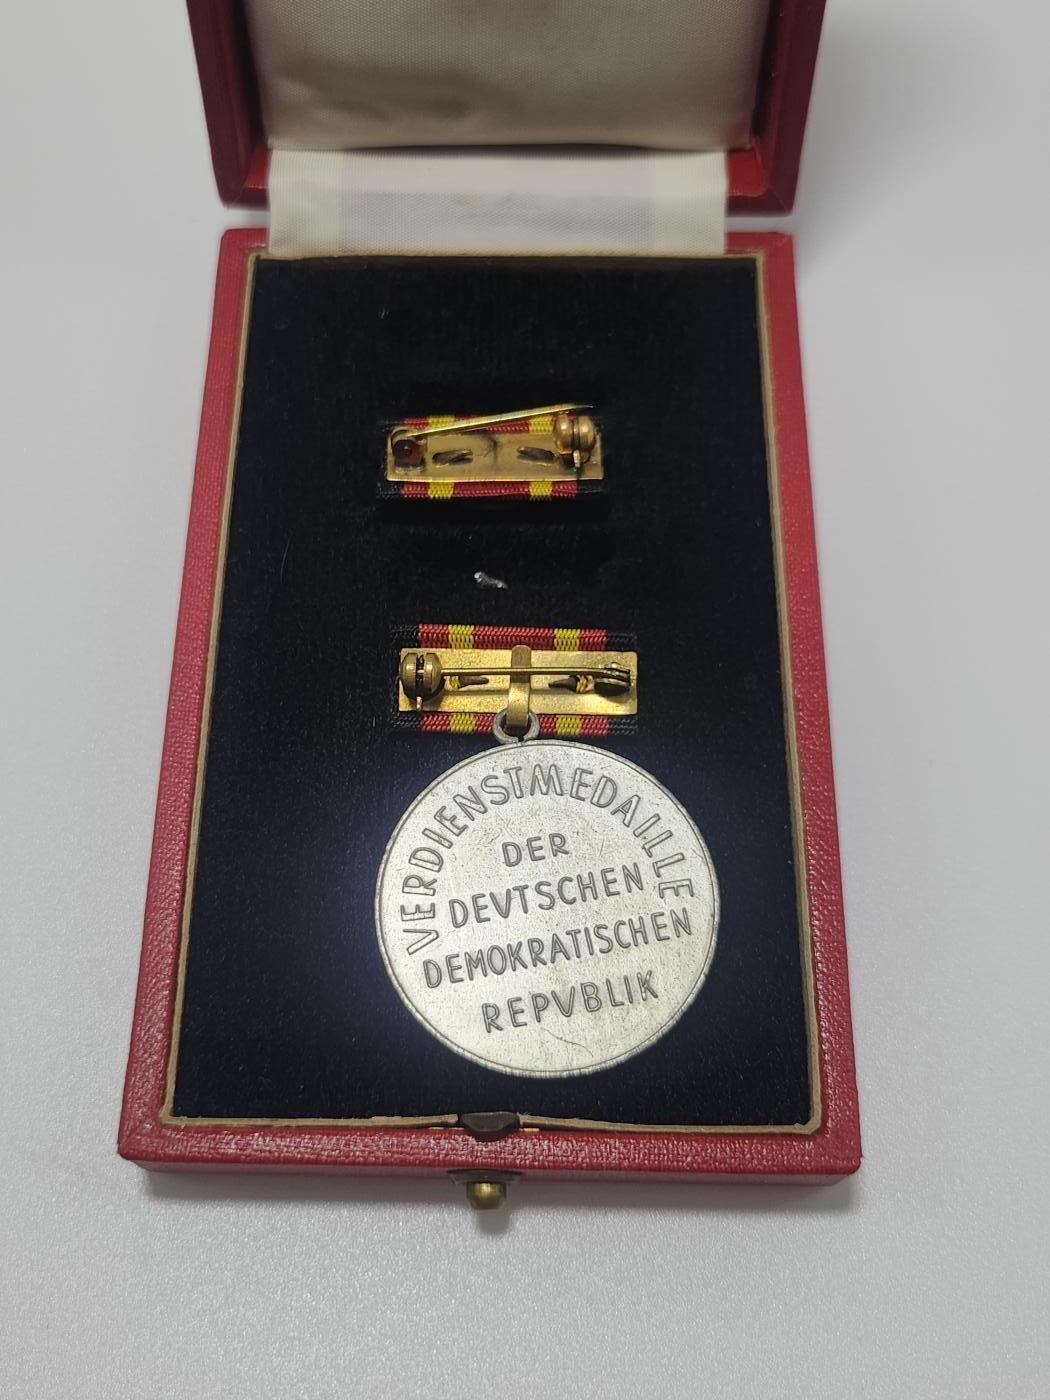 VERDIENSTMEDAILLE
DER
DEVTSCHEN
DEMOKRATISCHEN
REPVBLIK